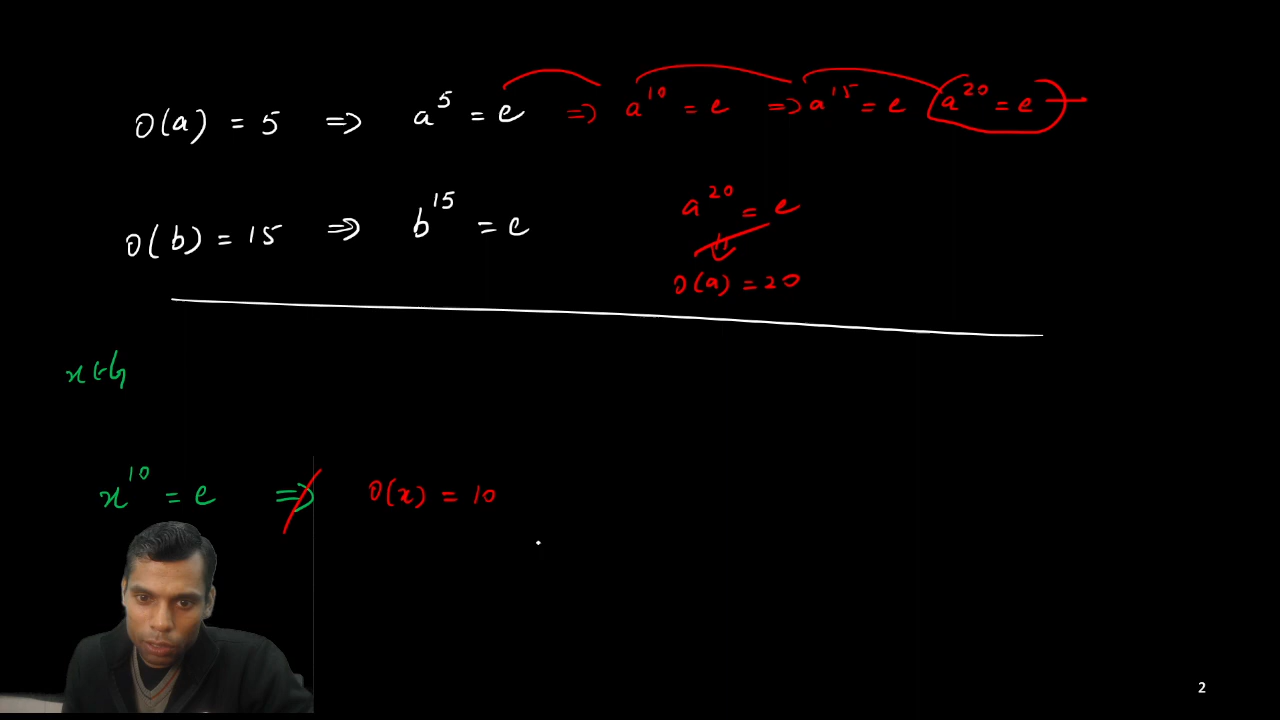 O(a) = 5 ⇒ a^5 = e ⇒ a^10 = e ⇒ a^15 = e a^20 = e
O(b) = 15 ⇒ b^15 = e
a^20 = e
⇓
O(a) = 20
x ∈ G
x^10 = e ⇏ O(x) = 10
2